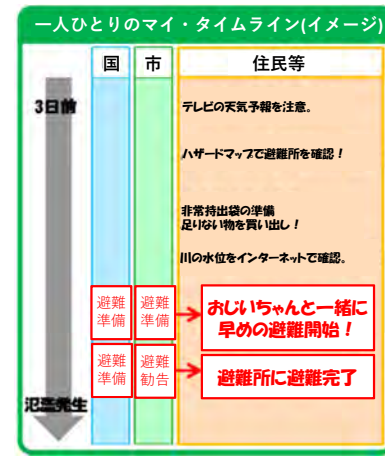 一人ひとりのマイ・タイムライン(イメージ)
国 市 住民等
3日前
テレビの天気予報を注意。
ハザードマップで避難所を確認！
非常持出袋の準備
足りない物を買い出し！
川の水位をインターネットで確認。
避難
準備
避難
準備
おじいちゃんと一緒に
早めの避難開始！
避難
準備
避難
勧告
避難所に避難完了
氾濫発生